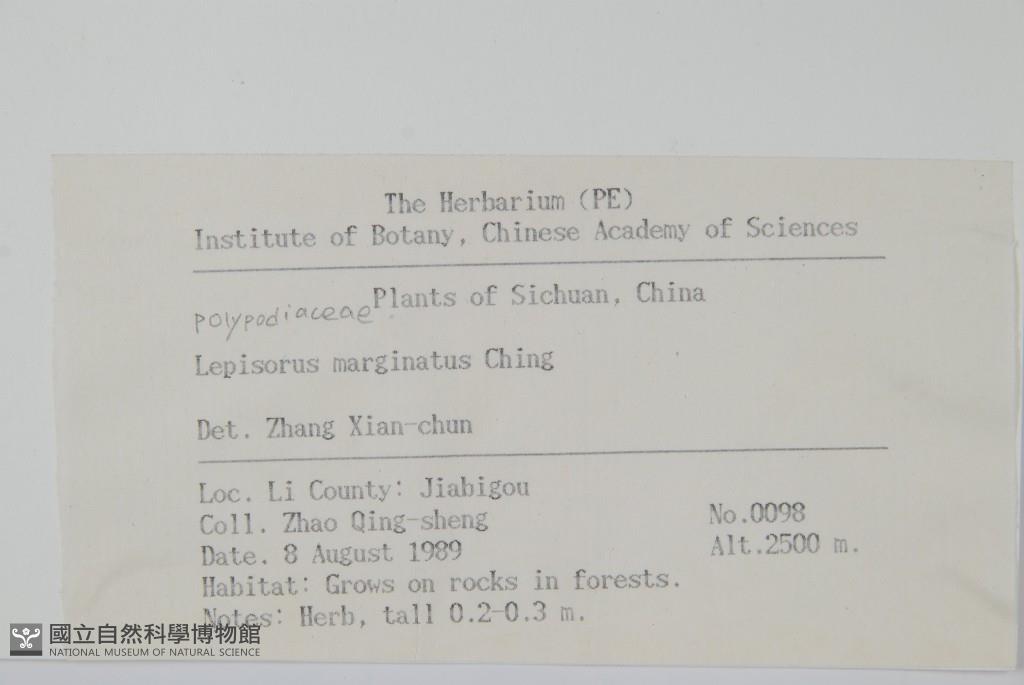 The Herbarium (PE)
Institute of Botany, Chinese Academy of Sciences
Plants of Sichuan, China
polypodiaceae
Lepisorus marginatus Ching
Det. Zhang Xian-chun
Loc. Li County: Jiabigou
Coll. Zhao Qing-sheng No.0098
Date. 8 August 1989 Alt.2500 m.
Habitat: Grows on rocks in forests.
Notes: Herb, tall 0.2-0.3 m.
國立自然科學博物館
NATIONAL MUSEUM OF NATURAL SCIENCE